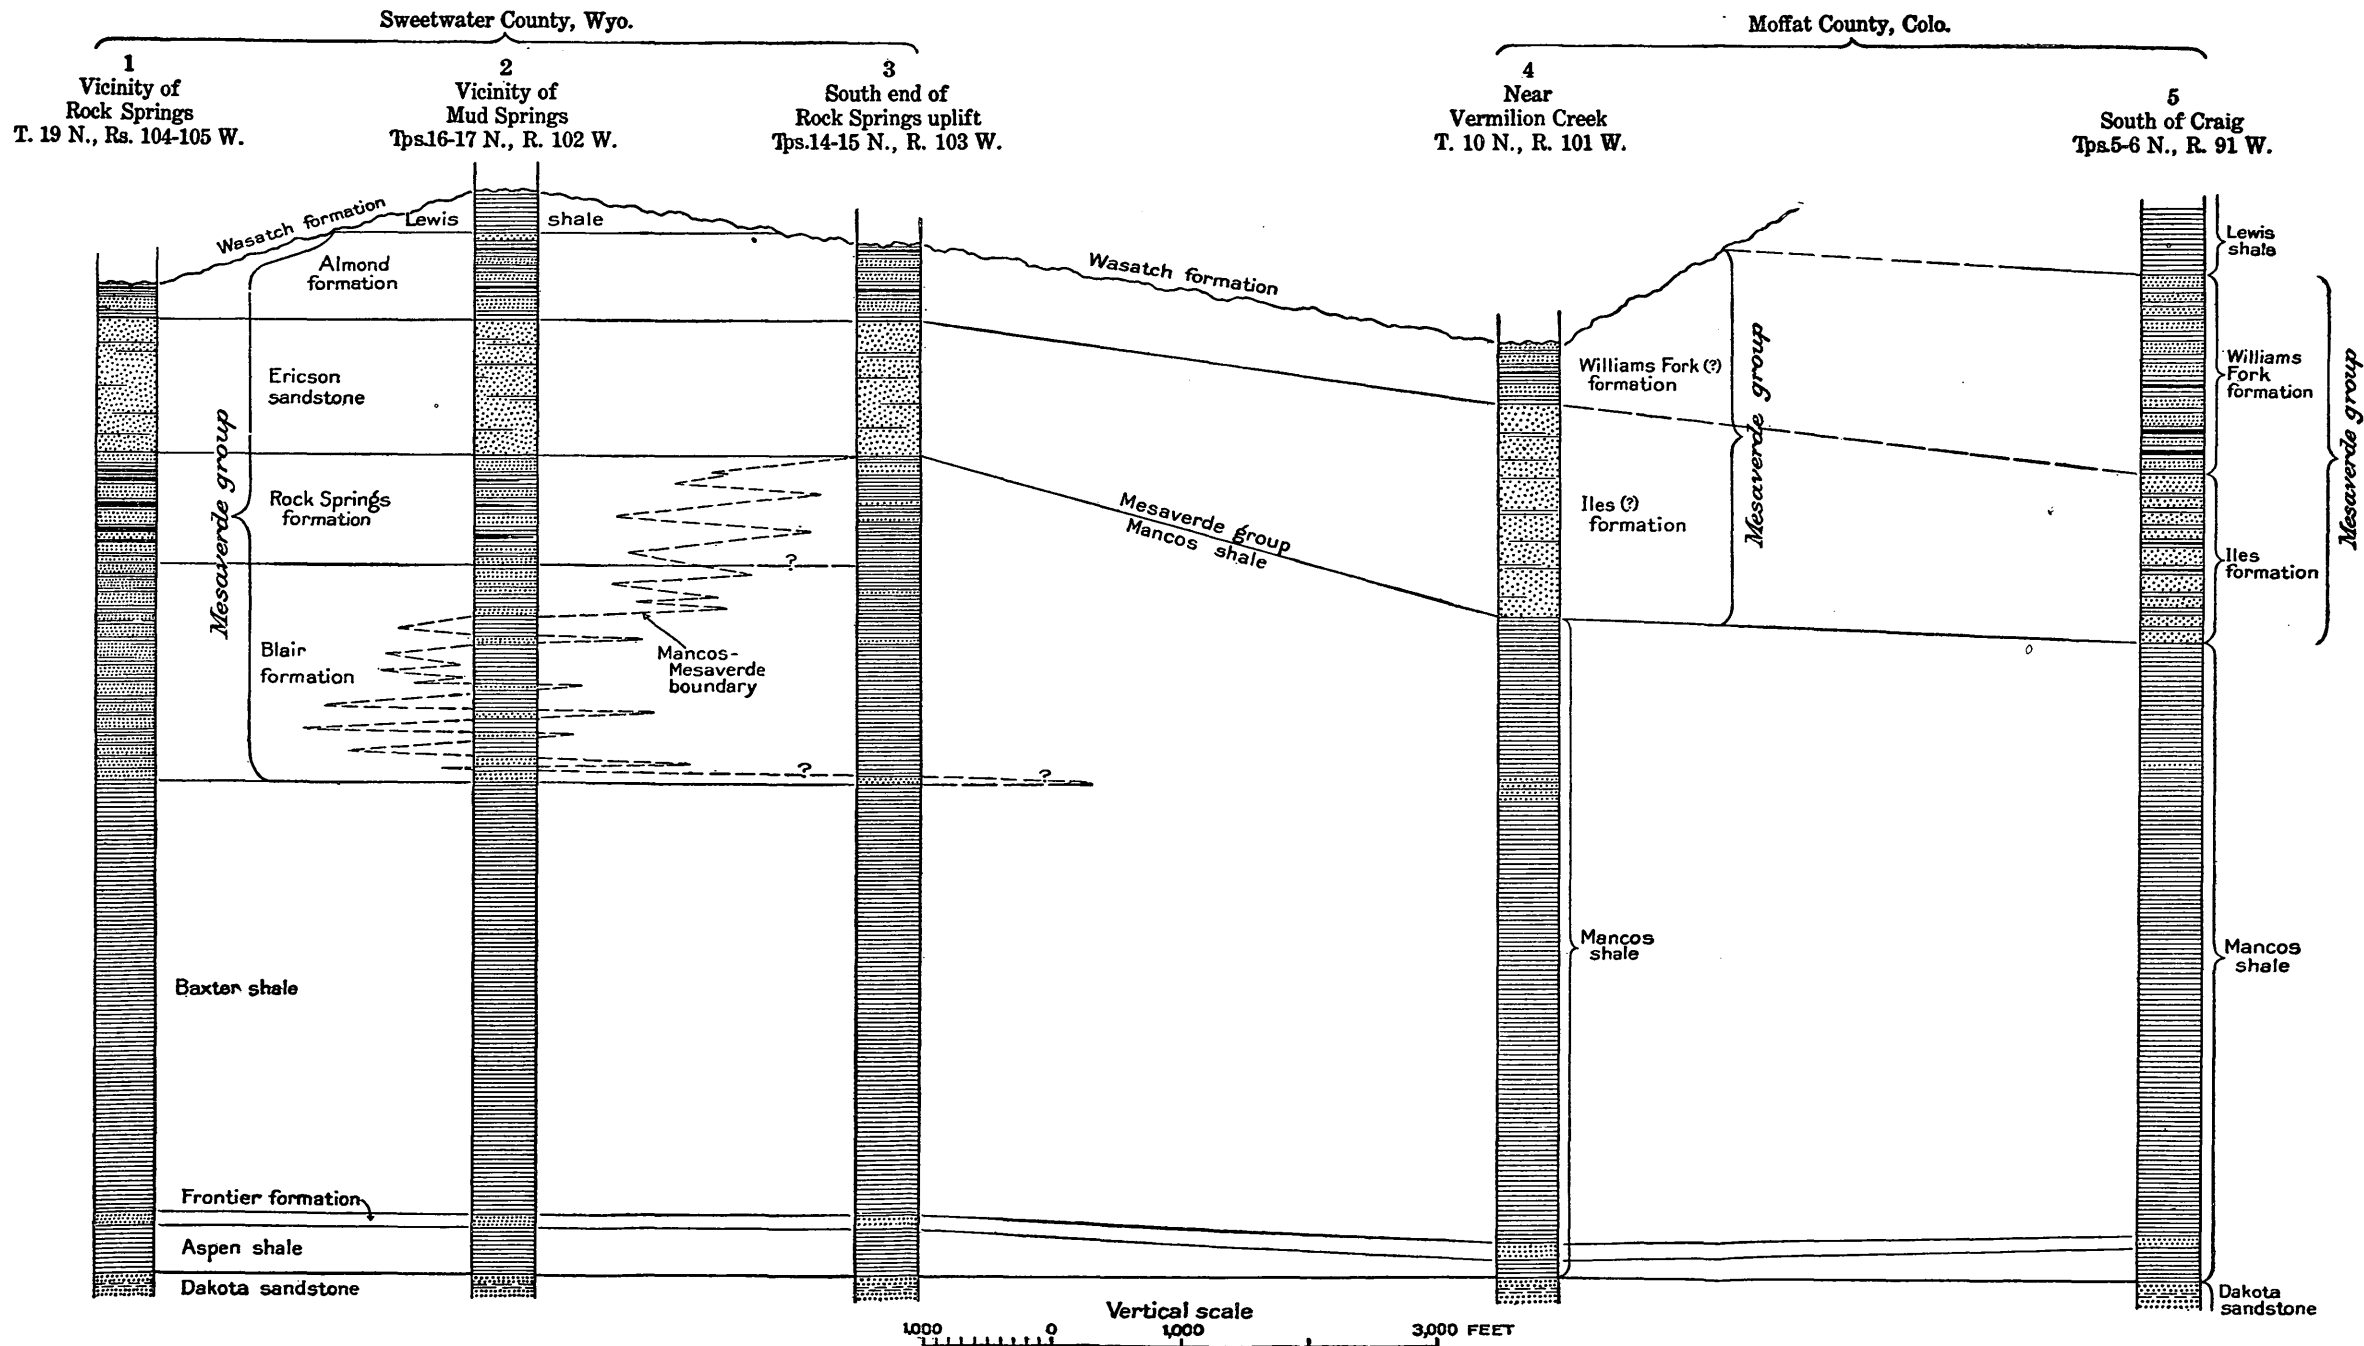 Sweetwater County, Wyo.
Moffat County, Colo.
1
Vicinity of
Rock Springs
T. 19 N., Rs. 104-105 W.
2
Vicinity of
Mud Springs
Tps.16-17 N., R. 102 W.
3
South end of
Rock Springs uplift
Tps.14-15 N., R. 103 W.
4
Near
Vermilion Creek
T. 10 N., R. 101 W.
5
South of Craig
Tps.5-6 N., R. 91 W.
Wasatch formation
Lewis shale
Almond
formation
Ericson
sandstone
Mesaverde group
Rock Springs
formation
?
Blair
formation
Mancos-
Mesaverde
boundary
?
?
Wasatch formation
Mesaverde group
Mancos shale
Williams Fork (?)
formation
Iles (?)
formation
Mesaverde group
Lewis
shale
Williams
Fork
formation
Iles
formation
Mesaverde group
Baxter shale
Mancos
shale
Mancos
shale
Frontier formation
Aspen shale
Dakota sandstone
Dakota
sandstone
Vertical scale
1,000 0 1,000 3,000 FEET